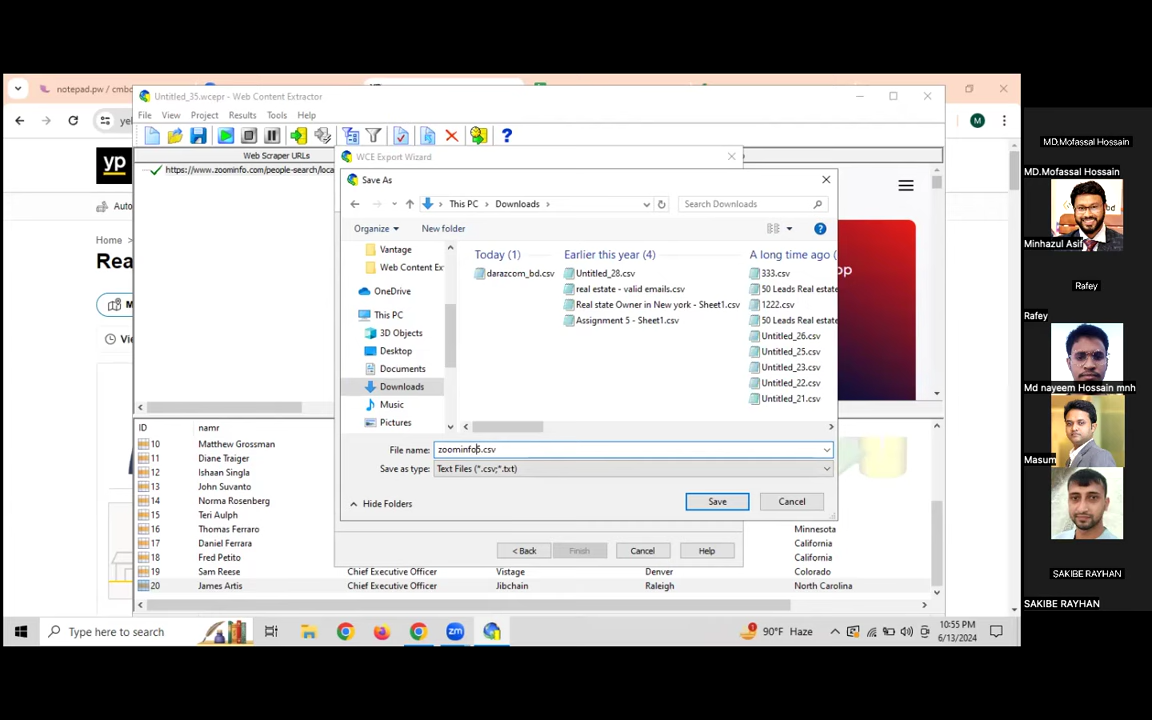 notepad.pw / cmbc
Untitled_35.wcepr - Web Content Extractor
File View Project Results Tools Help
Web Scraper URLs
https://www.zoominfo.com/people-search/loca
WCE Export Wizard
Save As
This PC > Downloads >
Search Downloads
Organize
New folder
Vantage
Web Content Ex
OneDrive
This PC
3D Objects
Desktop
Documents
Downloads
Music
Pictures
Today (1)
darazcom_bd.csv
Earlier this year (4)
Untitled_28.csv
real estate - valid emails.csv
Real state Owner in New york - Sheet1.csv
Assignment 5 - Sheet1.csv
A long time ago (
333.csv
50 Leads Real estate
1222.csv
50 Leads Real estate
Untitled_26.csv
Untitled_25.csv
Untitled_23.csv
Untitled_22.csv
Untitled_21.csv
File name: zoominfo5.csv
Save as type: Text Files (*.csv;*.txt)
Hide Folders
Save
Cancel
< Back
Finish
Cancel
Help
yp
yel
Auto
Home >
Rea
M
Vie
op
M
ID namr
10 Matthew Grossman
11 Diane Traiger
12 Ishaan Singla
13 John Suvanto
14 Norma Rosenberg
15 Teri Aulph
16 Thomas Ferraro Minnesota
17 Daniel Ferrara California
18 Fred Petito California
19 Sam Reese Chief Executive Officer Vistage Denver Colorado
20 James Artis Chief Executive Officer Jibchain Raleigh North Carolina
Type here to search
zm
90°F Haze
10:55 PM
6/13/2024
MD.Mofassal Hossain
MD.Mofassal Hossain
Minhazul Asif
Rafey
Rafey
Md nayeem Hossain mnh
Masum
SAKIBE RAYHAN
SAKIBE RAYHAN